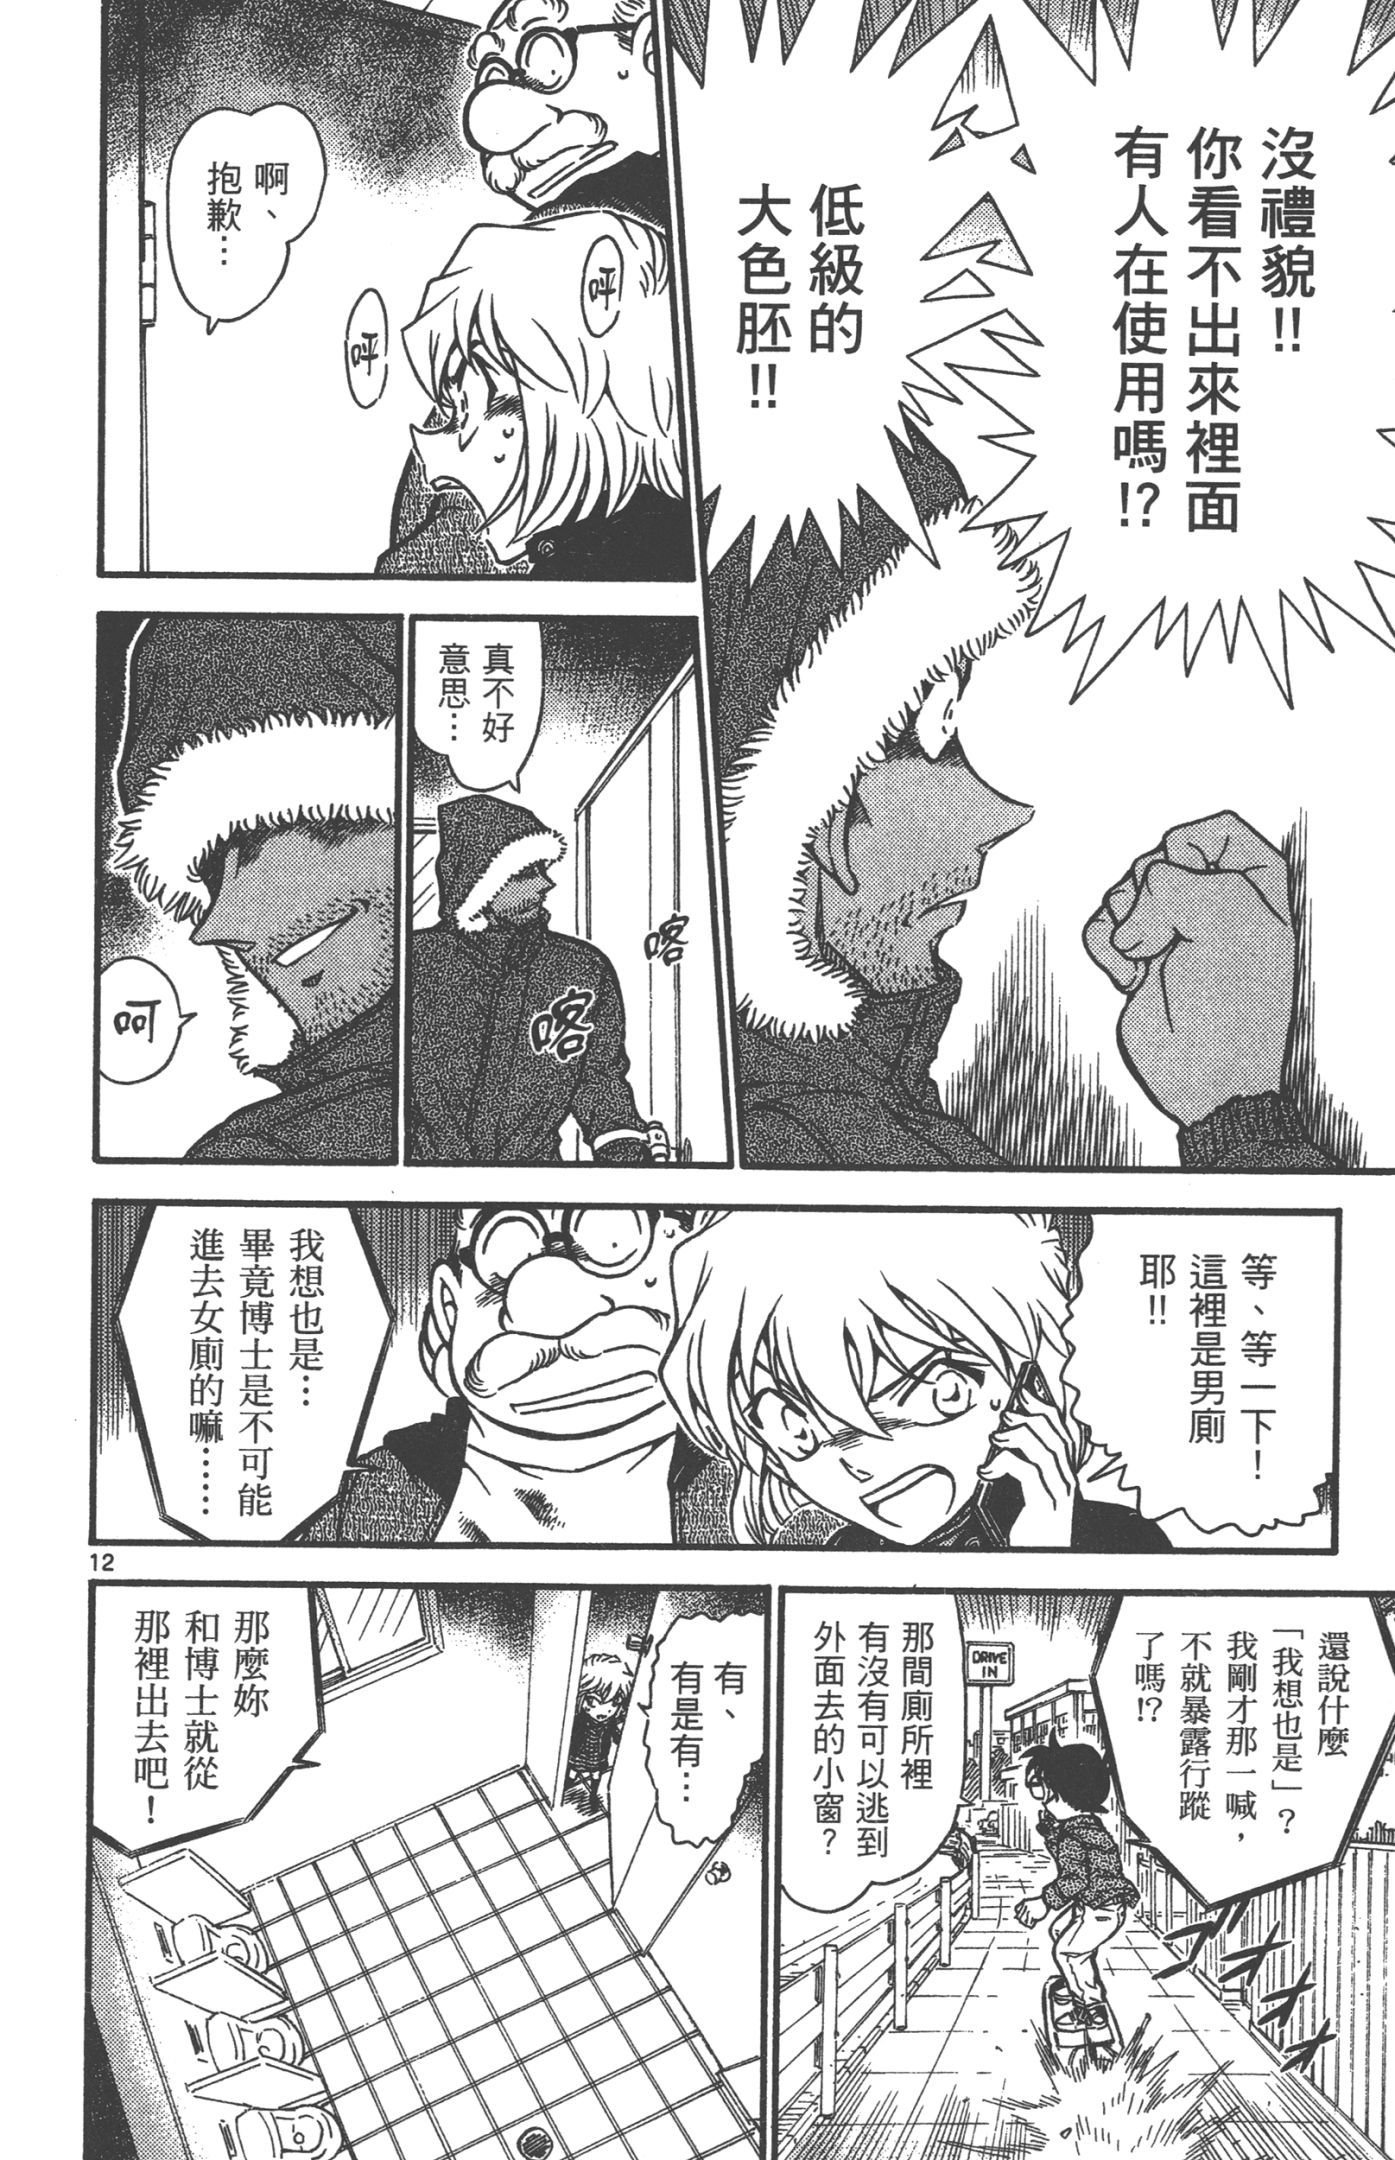 沒禮貌!!
你看不出來裡面
有人在使用嗎!?
低級的
大色胚!!
呼
呼
啊、
抱歉…
真不好
意思…
喀
喀
呵
等、等一下！
這裡是男廁
耶!!
我想也是…
畢竟博士是不可能
進去女廁的嘛……
還說什麼
「我想也是」？
我剛才那一喊，
不就暴露行蹤
了嗎!?
DRIVE
IN
那間廁所裡
有沒有可以逃到
外面去的小窗？
オオオ
有、
有是有…
那麼妳
和博士就從
那裡出去吧！
12